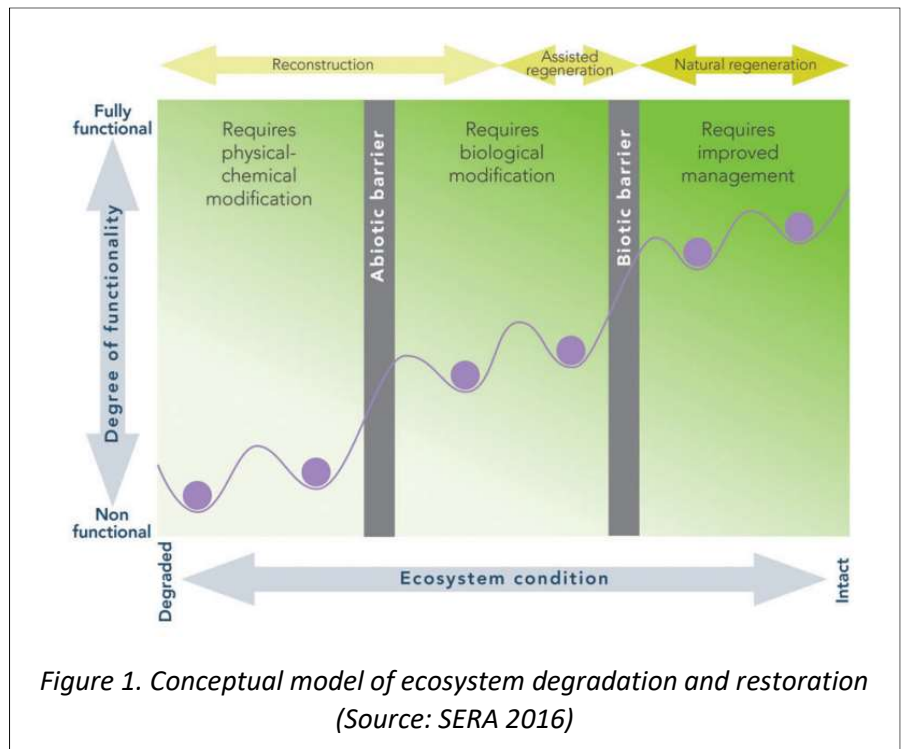 Reconstruction
Assisted
regeneration
Natural regeneration
Fully
functional
Requires
physical-
chemical
modification
Abiotic barrier
Requires
biological
modification
Biotic barrier
Requires
improved
management
Degree of functionality
Non
functional
Degraded
Ecosystem condition
Intact
Figure 1. Conceptual model of ecosystem degradation and restoration
(Source: SERA 2016)